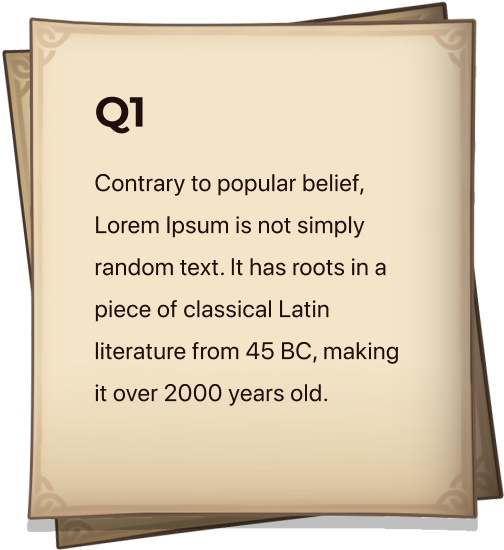 Q1
Contrary to popular belief,
Lorem Ipsum is not simply
random text. It has roots in a
piece of classical Latin
literature from 45 BC, making
it over 2000 years old.